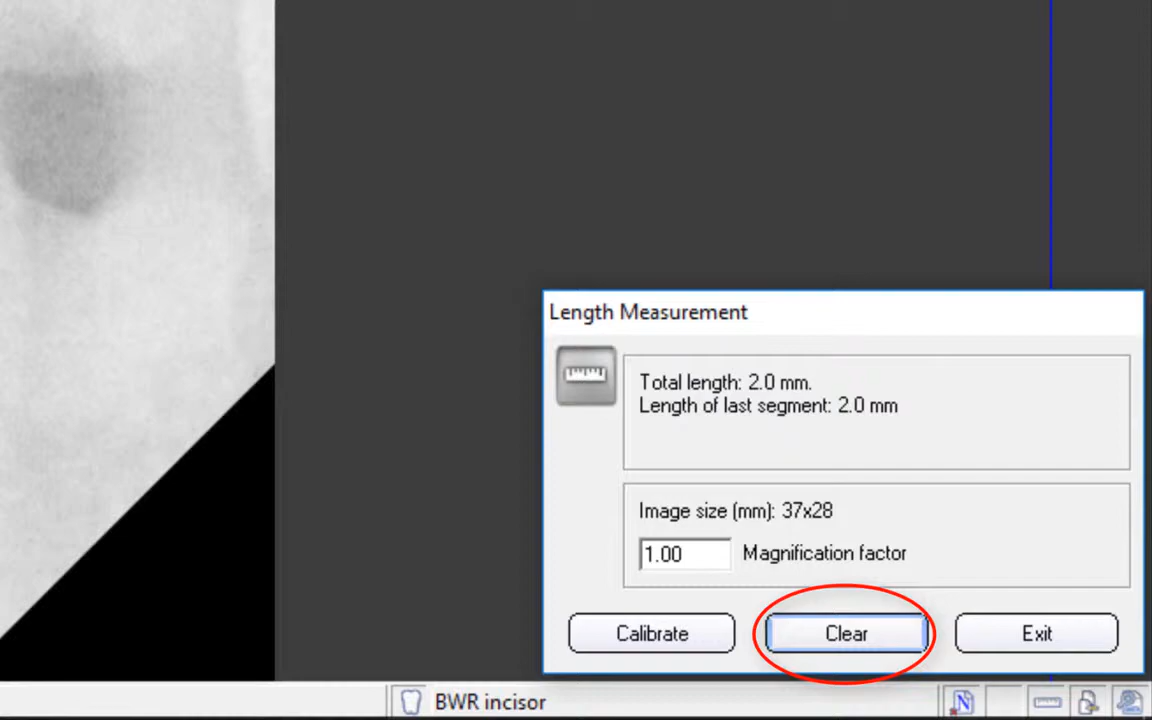 Length Measurement
Total length: 2.0 mm.
Length of last segment: 2.0 mm
Image size (mm): 37x28
1.00 Magnification factor
Calibrate Clear Exit
BWR incisor N